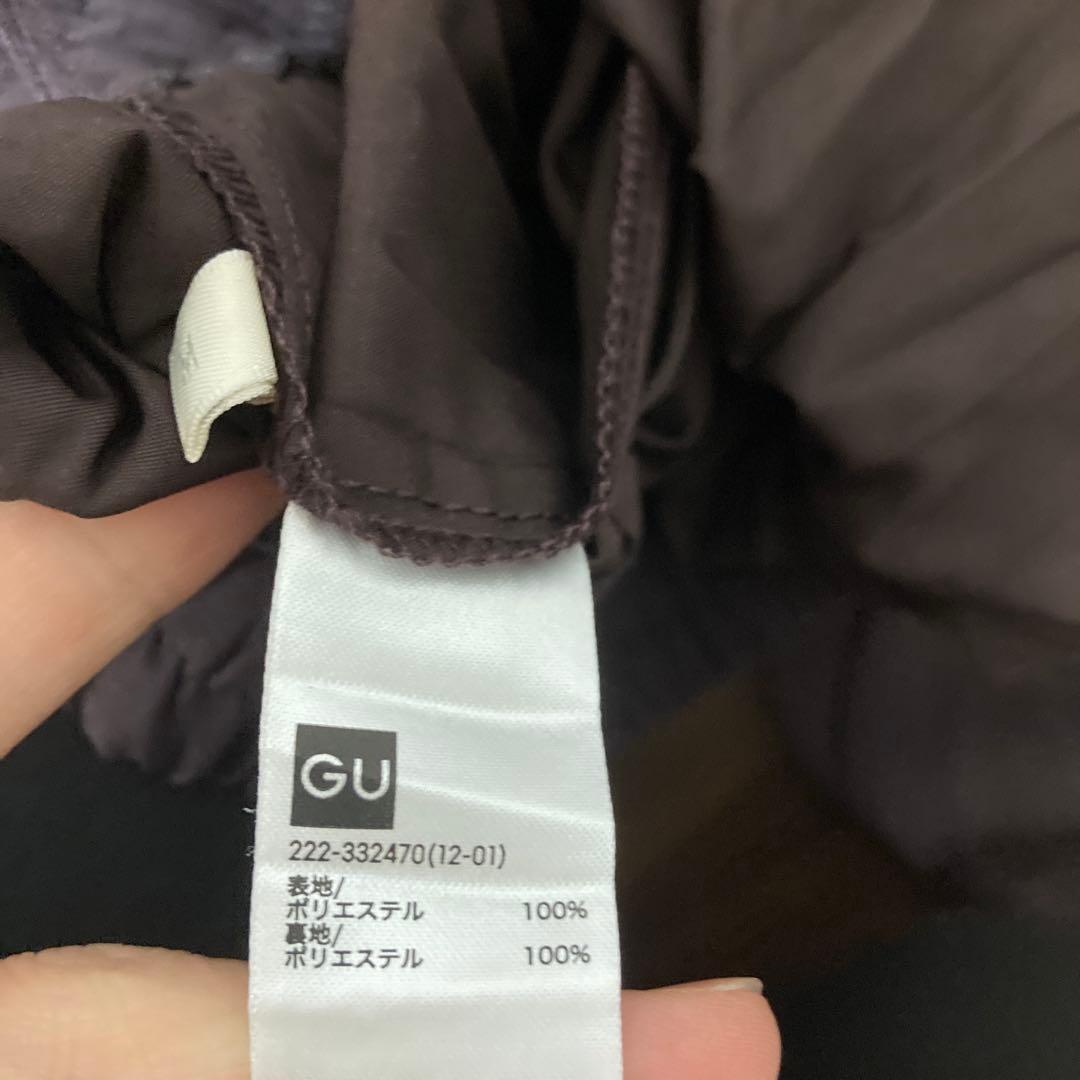 GU
222-332470(12-01)
表地/
ポリエステル 100%
裏地/
ポリエステル 100%